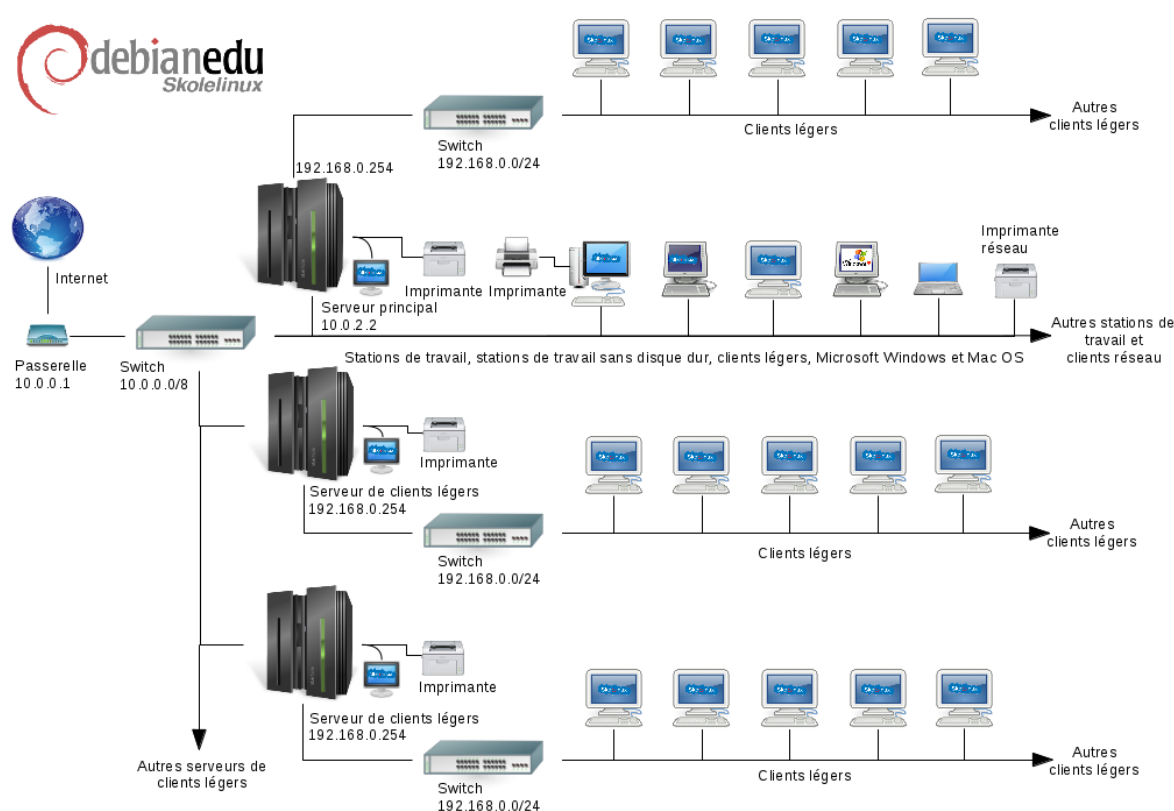 debianedu
Skolelinux
Autres
clients légers
Clients légers
Switch
192.168.0.0/24
192.168.0.254
Internet
Imprimante
réseau
Imprimante
Imprimante
Serveur principal
10.0.2.2
Passerelle
10.0.0.1
Switch
10.0.0.0/8
Stations de travail, stations de travail sans disque dur, clients légers, Microsoft Windows et Mac OS
Autres stations de
travail et
clients réseau
Imprimante
Serveur de clients légers
192.168.0.254
Switch
192.168.0.0/24
Clients légers
Autres
clients légers
Imprimante
Serveur de clients légers
192.168.0.254
Switch
192.168.0.0/24
Clients légers
Autres
clients légers
Autres serveurs de
clients légers